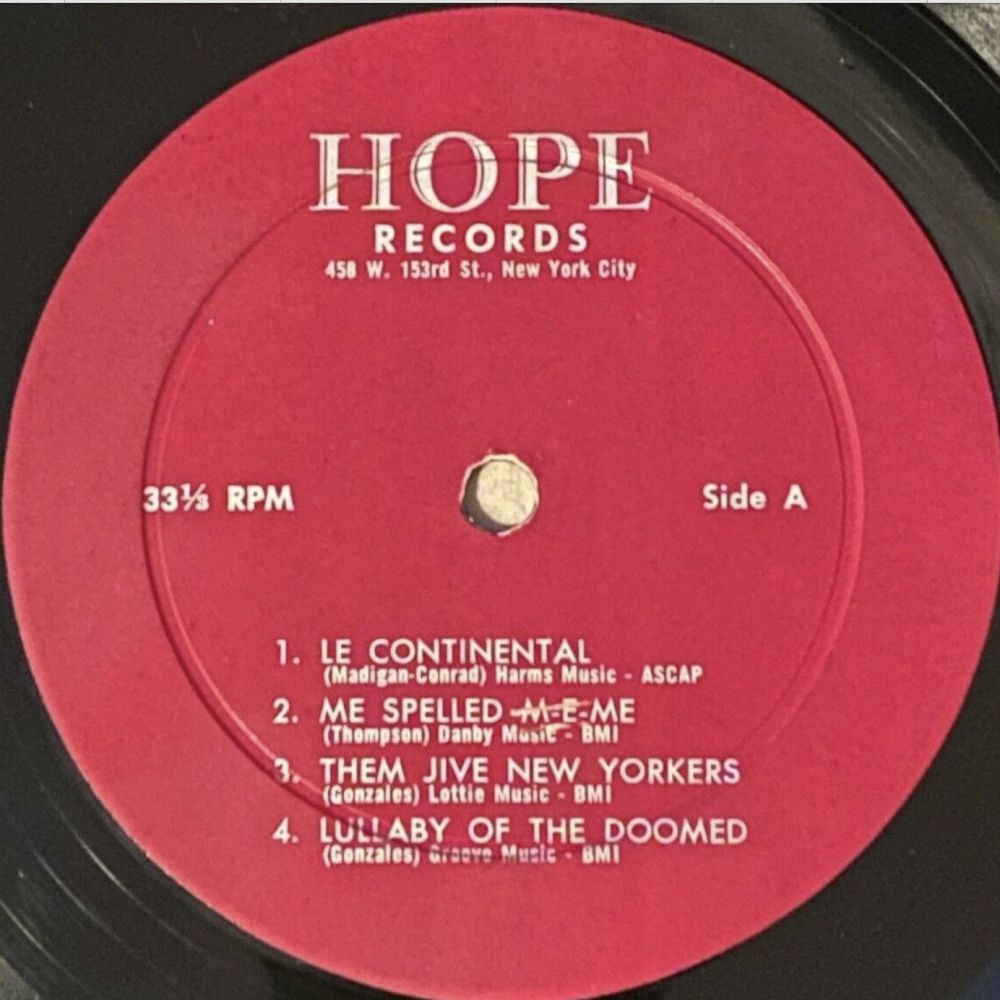 HOPE
RECORDS
458 W. 153rd St., New York City
33⅓ RPM
Side A
1. LE CONTINENTAL
(Madigan-Conrad) Harms Music - ASCAP
2. ME SPELLED M-E-ME
(Thompson) Danby Music - BMI
3. THEM JIVE NEW YORKERS
(Gonzales) Lottie Music - BMI
4. LULLABY OF THE DOOMED
(Gonzales) Groove Music - BMI